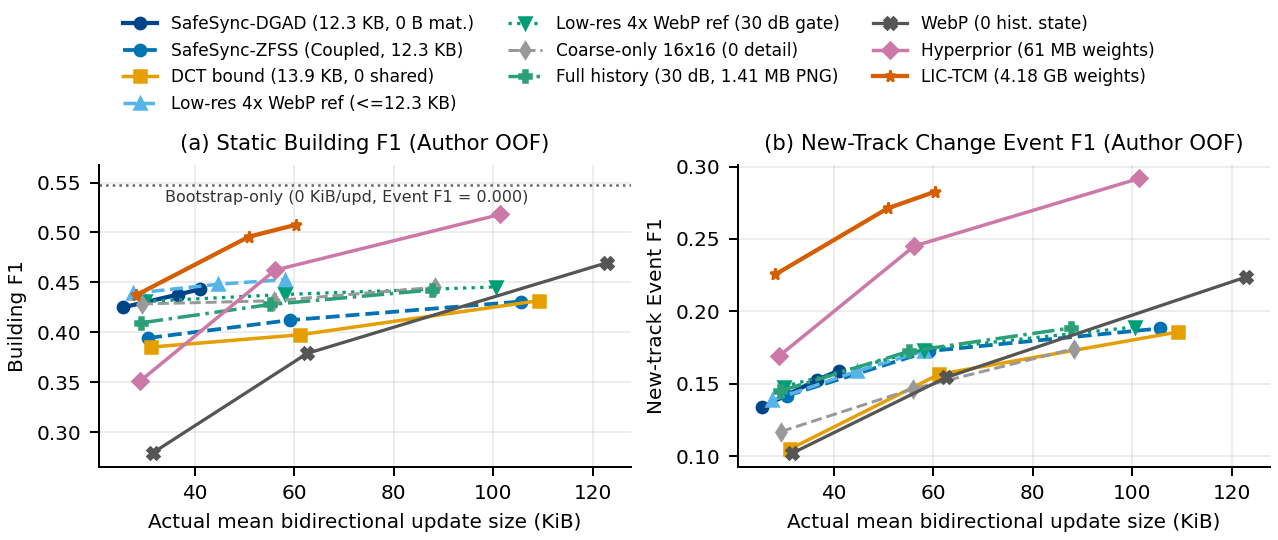 SafeSync-DGAD (12.3 KB, 0 B mat.)
SafeSync-ZFSS (Coupled, 12.3 KB)
DCT bound (13.9 KB, 0 shared)
Low-res 4x WebP ref (<=12.3 KB)
Low-res 4x WebP ref (30 dB gate)
Coarse-only 16x16 (0 detail)
Full history (30 dB, 1.41 MB PNG)
WebP (0 hist. state)
Hyperprior (61 MB weights)
LIC-TCM (4.18 GB weights)
(a) Static Building F1 (Author OOF)
Building F1
0.55
0.50
0.45
0.40
0.35
0.30
Bootstrap-only (0 KiB/upd, Event F1 = 0.000)
40 60 80 100 120
Actual mean bidirectional update size (KiB)
(b) New-Track Change Event F1 (Author OOF)
New-track Event F1
0.30
0.25
0.20
0.15
0.10
40 60 80 100 120
Actual mean bidirectional update size (KiB)